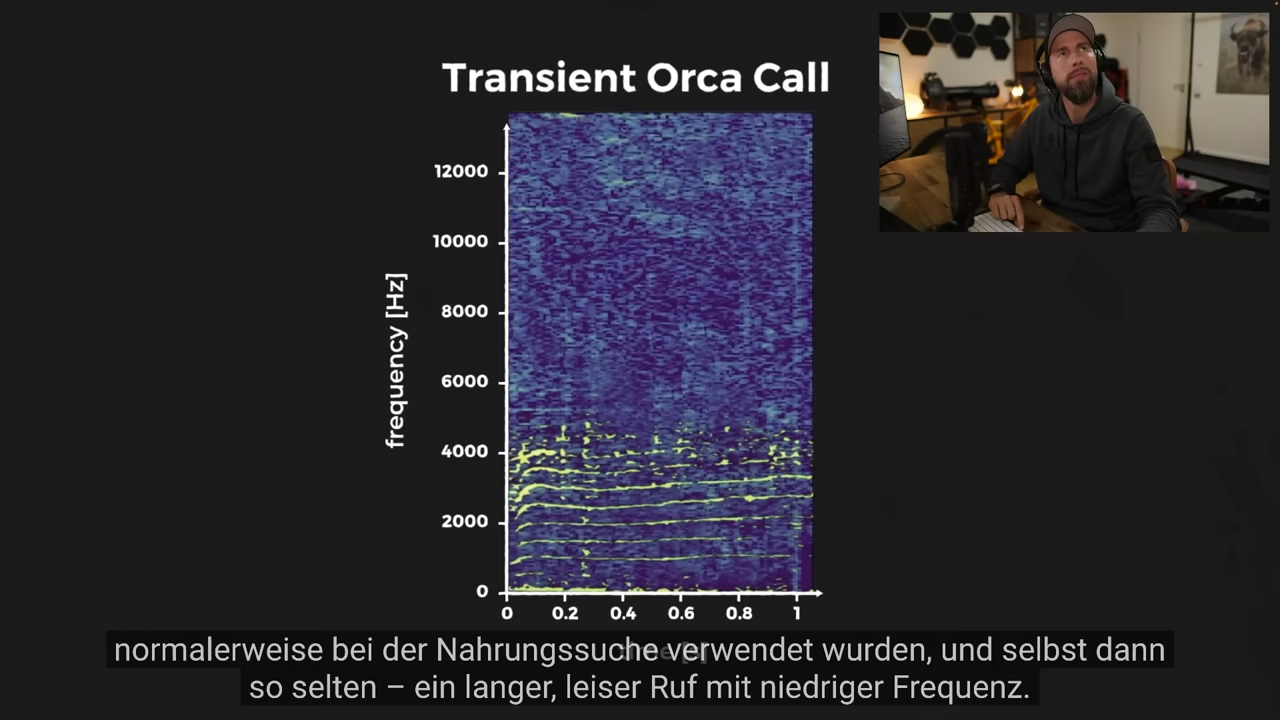 Transient Orca Call
12000
10000
8000
6000
4000
2000
0
frequency [Hz]
0 0.2 0.4 0.6 0.8 1
normalerweise bei der Nahrungssuche verwendet wurden, und selbst dann
so selten – ein langer, leiser Ruf mit niedriger Frequenz.